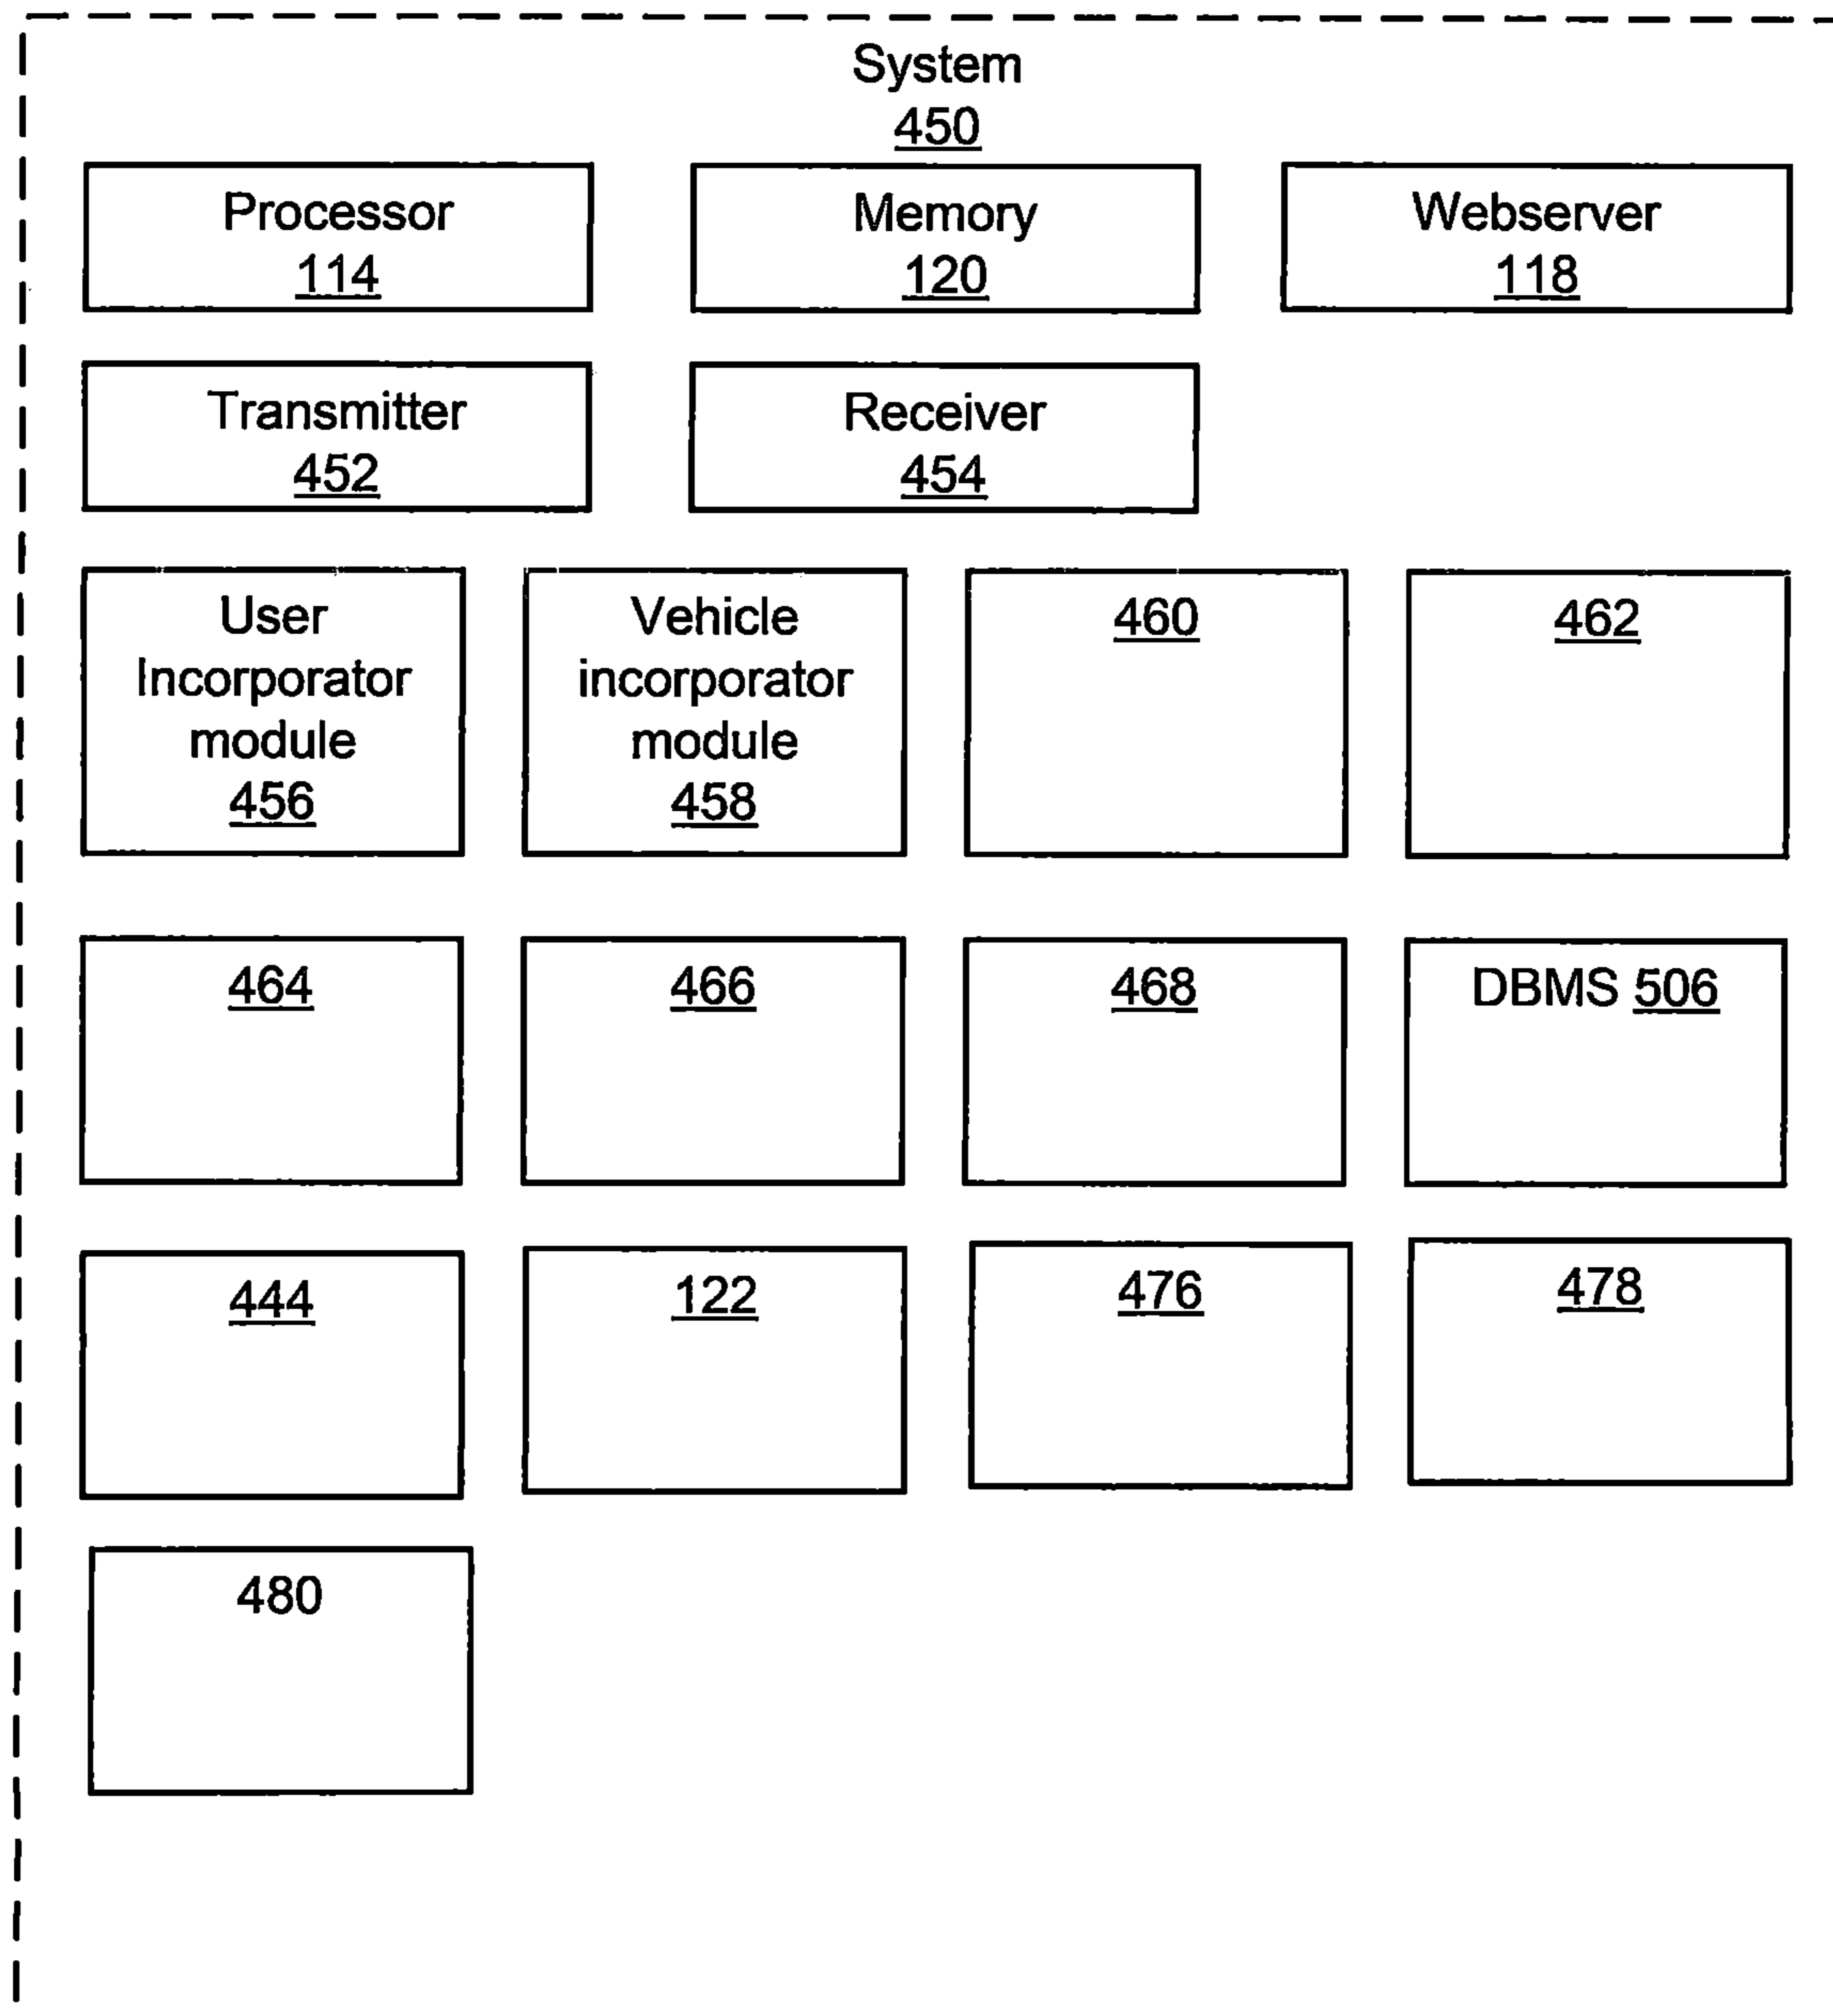 System
450
Processor
114
Memory
120
Webserver
118
Transmitter
452
Receiver
454
User
Incorporator
module
456
Vehicle
incorporator
module
458
460
462
464
466
468
DBMS 506
444
122
476
478
480